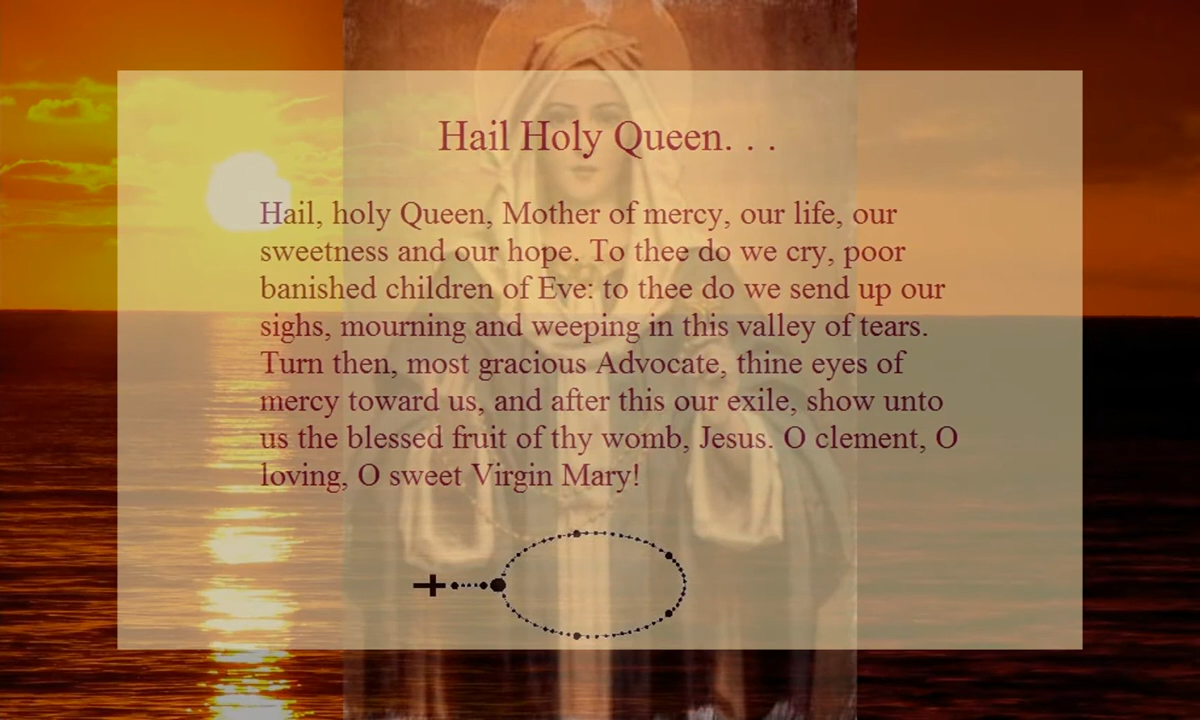 Hail Holy Queen. . .
Hail, holy Queen, Mother of mercy, our life, our
sweetness and our hope. To thee do we cry, poor
banished children of Eve: to thee do we send up our
sighs, mourning and weeping in this valley of tears.
Turn then, most gracious Advocate, thine eyes of
mercy toward us, and after this our exile, show unto
us the blessed fruit of thy womb, Jesus. O clement, O
loving, O sweet Virgin Mary!